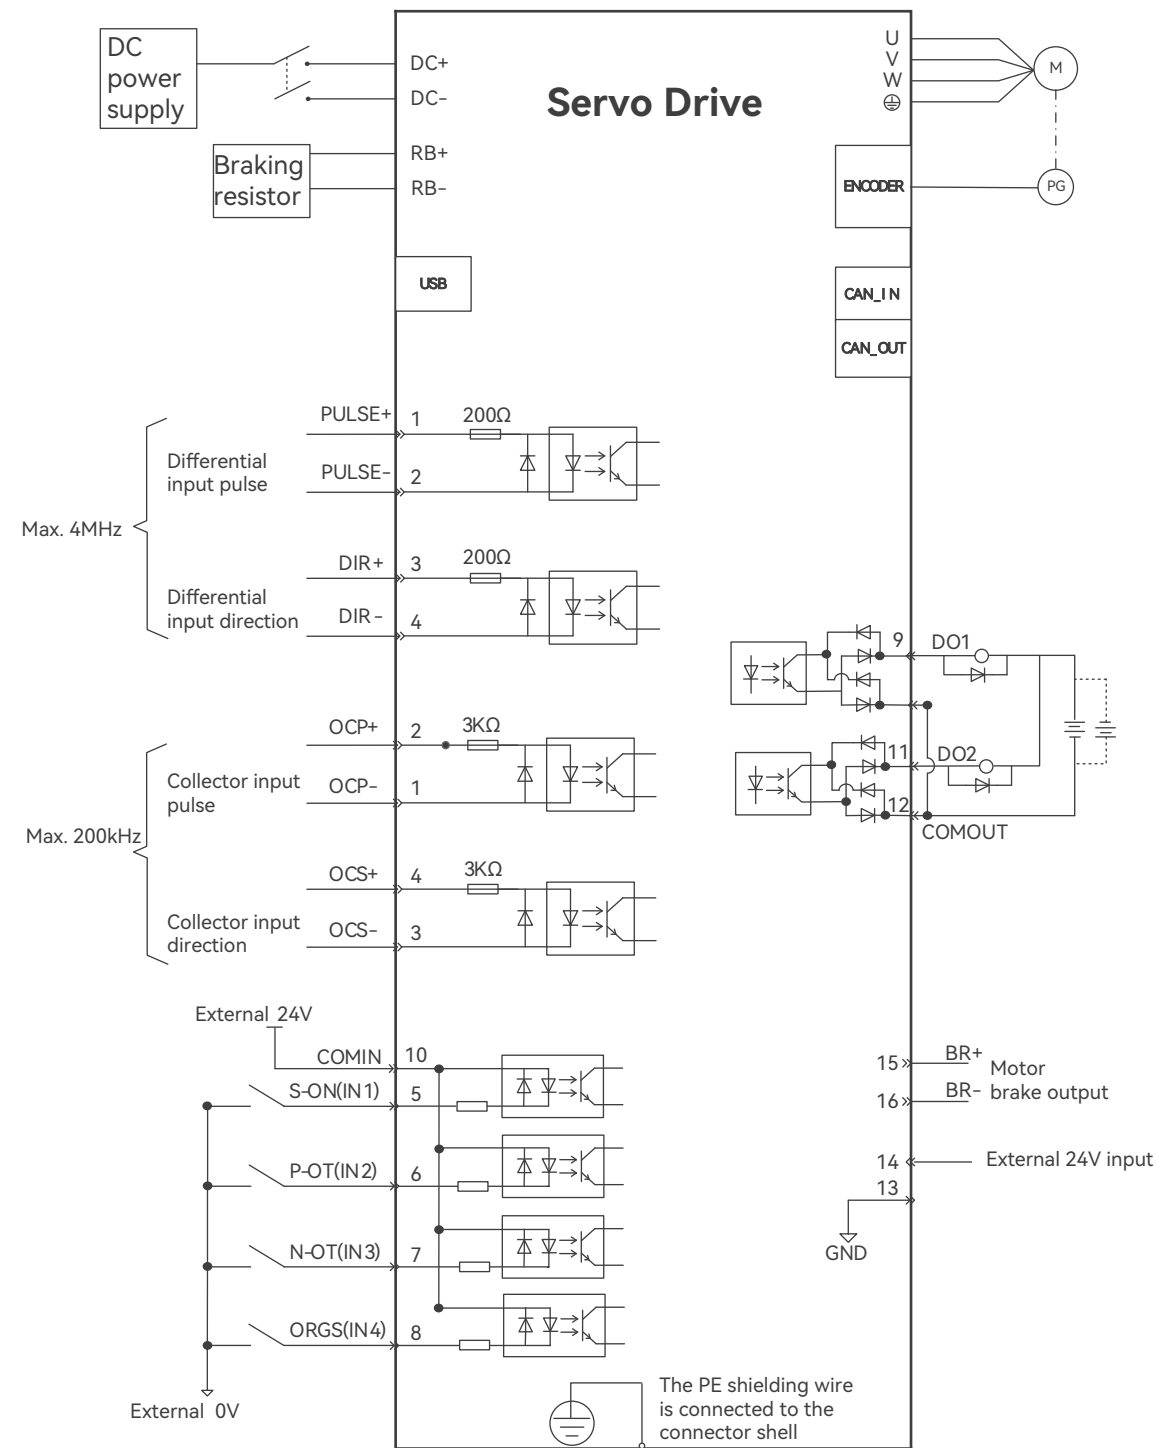 DC
power
supply
DC+
DC-
Servo Drive
U
V
W
M
Braking
resistor
RB+
RB-
ENCODER
PG
USB
CAN_IN
CAN_OUT
PULSE+
1
200Ω
Differential
input pulse
PULSE-
2
Max. 4MHz
DIR+
3
200Ω
Differential
input direction
DIR-
4
9
DO1
11
DO2
12
COMOUT
OCP+
2
3KΩ
Collector input
pulse
OCP-
1
Max. 200kHz
OCS+
4
3KΩ
Collector input
direction
OCS-
3
External 24V
COMIN
10
S-ON(IN1)
5
P-OT(IN2)
6
N-OT(IN3)
7
ORGS(IN4)
8
External 0V
15
BR+
Motor
brake output
16
BR-
14
External 24V input
13
GND
The PE shielding wire
is connected to the
connector shell